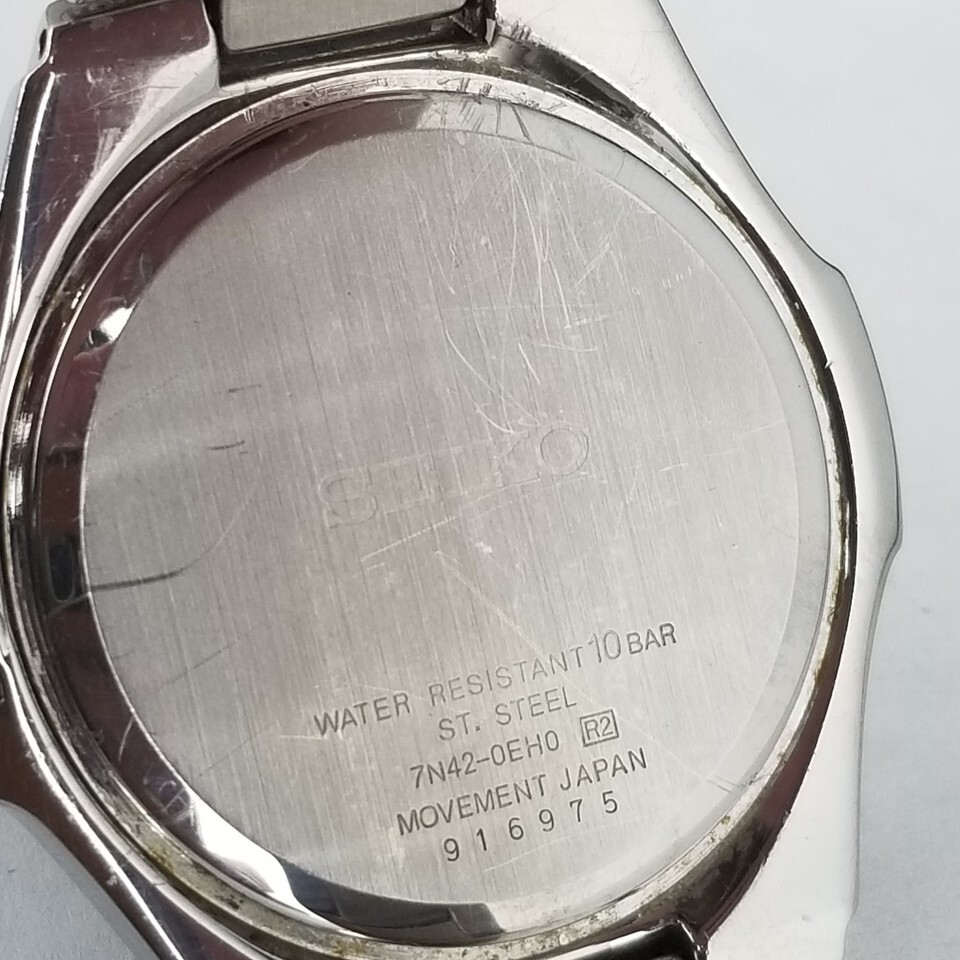 SEIKO
WATER RESISTANT 10 BAR
ST. STEEL
7N42-0EH0 R2
MOVEMENT JAPAN
916975